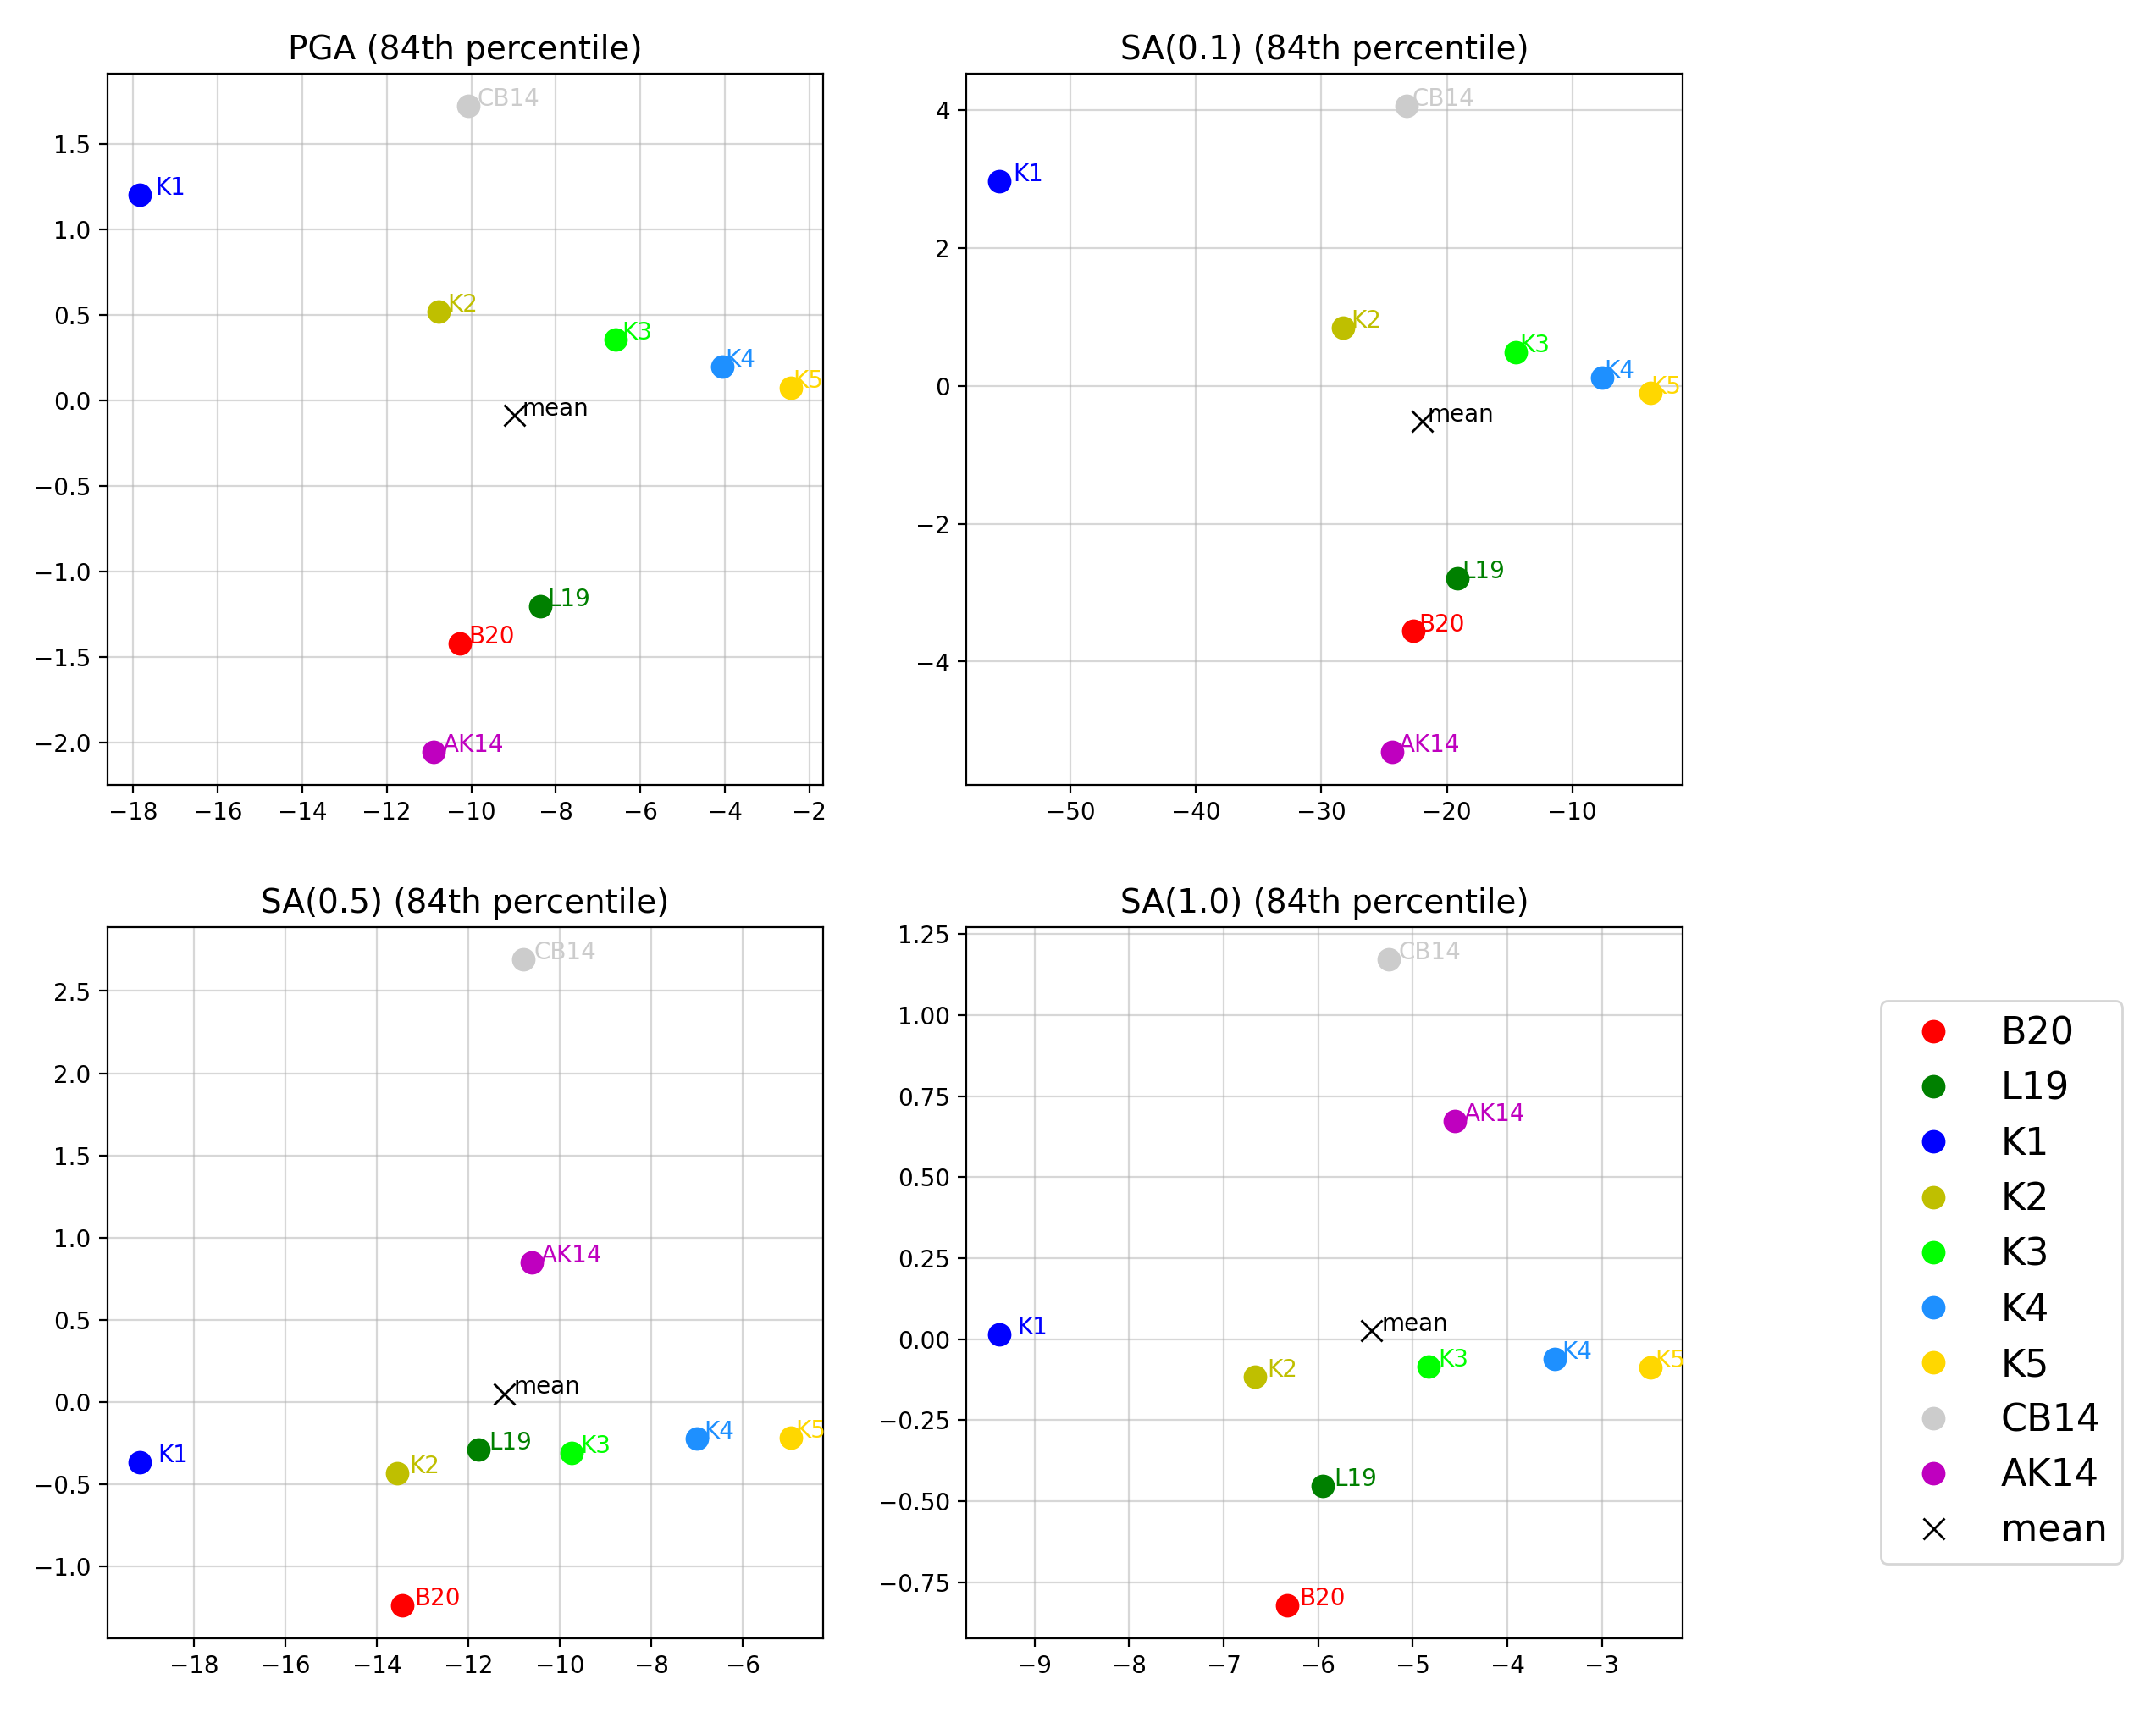 PGA (84th percentile)
CB14
K1
K2
K3
K4
K5
mean
L19
B20
AK14
1.5
1.0
0.5
0.0
−0.5
−1.0
−1.5
−2.0
−18 −16 −14 −12 −10 −8 −6 −4 −2
SA(0.1) (84th percentile)
CB14
K1
K2
K3
K4
K5
mean
L19
B20
AK14
4
2
0
−2
−4
−50 −40 −30 −20 −10
SA(0.5) (84th percentile)
CB14
AK14
mean
K1
K2
L19
K3
K4
K5
B20
2.5
2.0
1.5
1.0
0.5
0.0
−0.5
−1.0
−18 −16 −14 −12 −10 −8 −6
SA(1.0) (84th percentile)
CB14
AK14
K1
mean
K2
K3
K4
K5
L19
B20
1.25
1.00
0.75
0.50
0.25
0.00
−0.25
−0.50
−0.75
−9 −8 −7 −6 −5 −4 −3
B20
L19
K1
K2
K3
K4
K5
CB14
AK14
mean